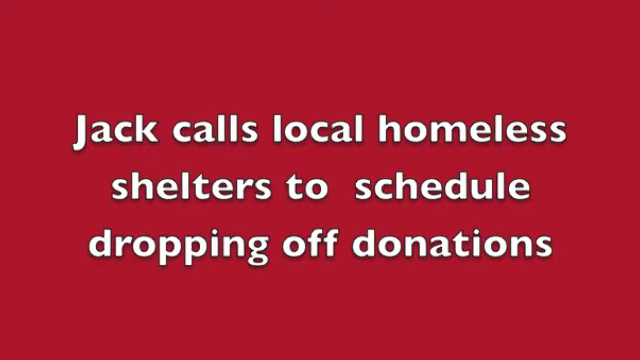 Jack calls local homeless
shelters to  schedule
dropping off donations